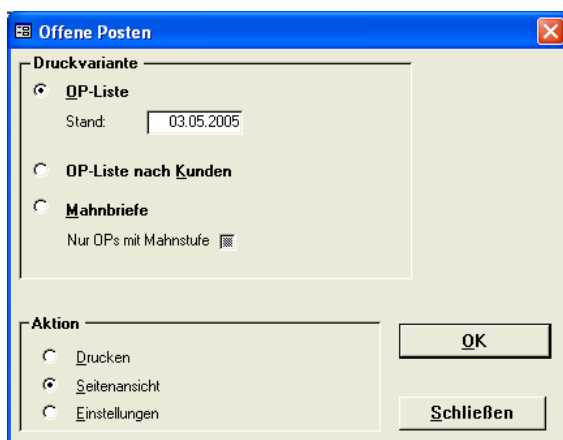 Offene Posten
Druckvariante
OP-Liste
Stand: 03.05.2005
OP-Liste nach Kunden
Mahnbriefe
Nur OPs mit Mahnstufe
Aktion
Drucken
Seitenansicht
Einstellungen
OK
Schließen